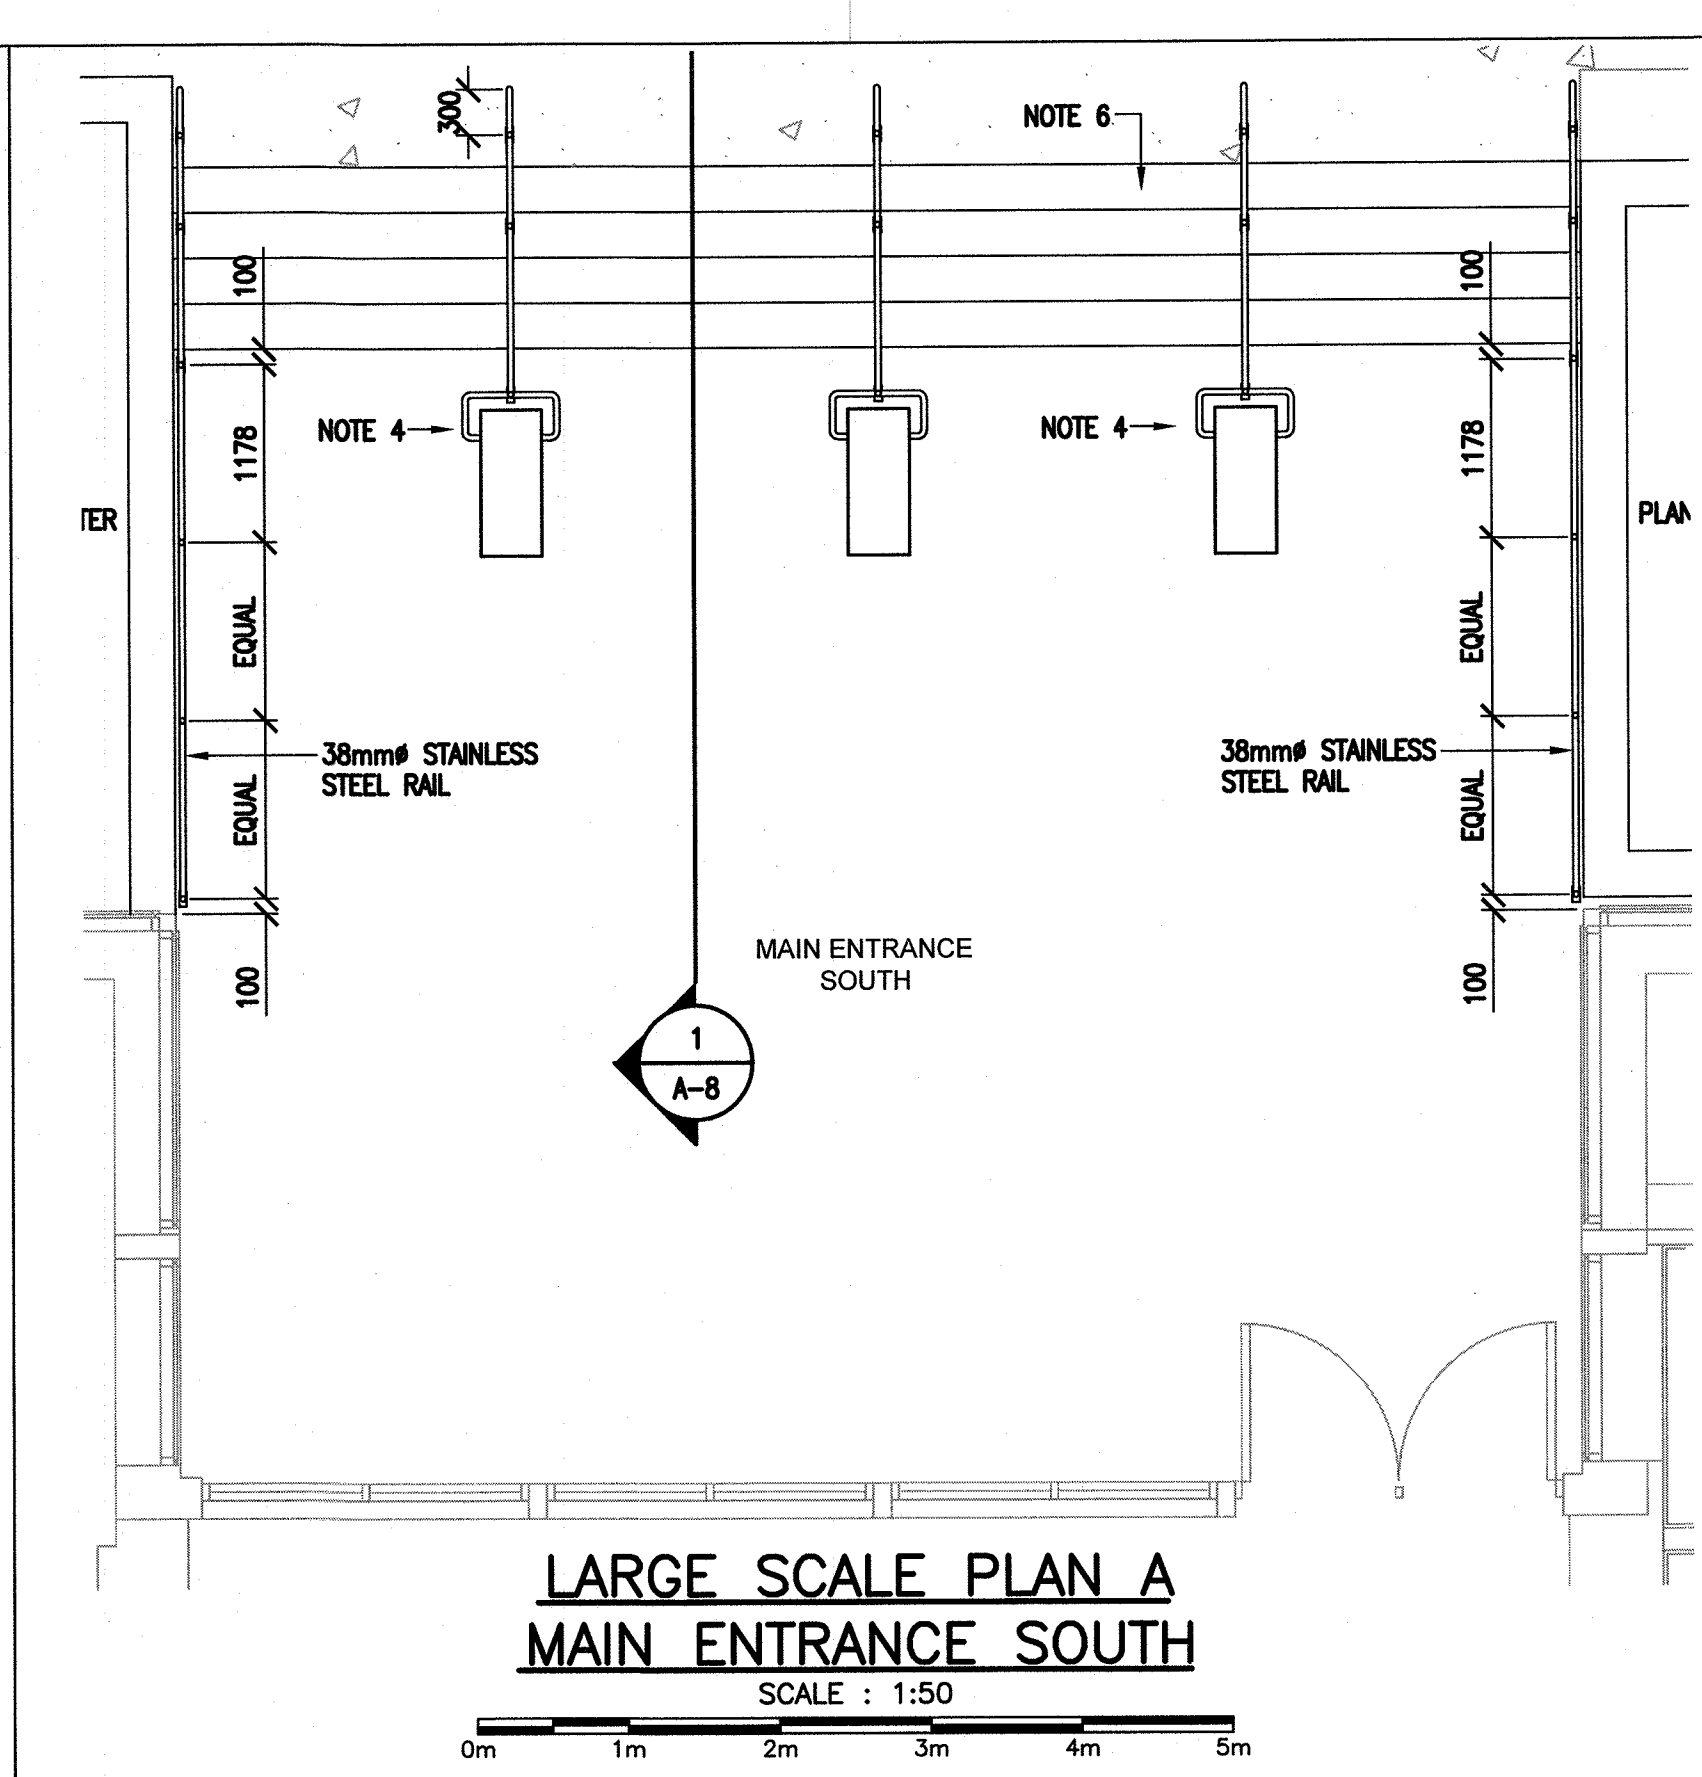 300
NOTE 6
100
100
NOTE 4
1178
NOTE 4
1178
TER
PLAN
EQUAL
EQUAL
38mmø STAINLESS
STEEL RAIL
38mmø STAINLESS
STEEL RAIL
EQUAL
EQUAL
MAIN ENTRANCE
SOUTH
100
100
1
A-8
LARGE SCALE PLAN A
MAIN ENTRANCE SOUTH
SCALE : 1:50
0m 1m 2m 3m 4m 5m